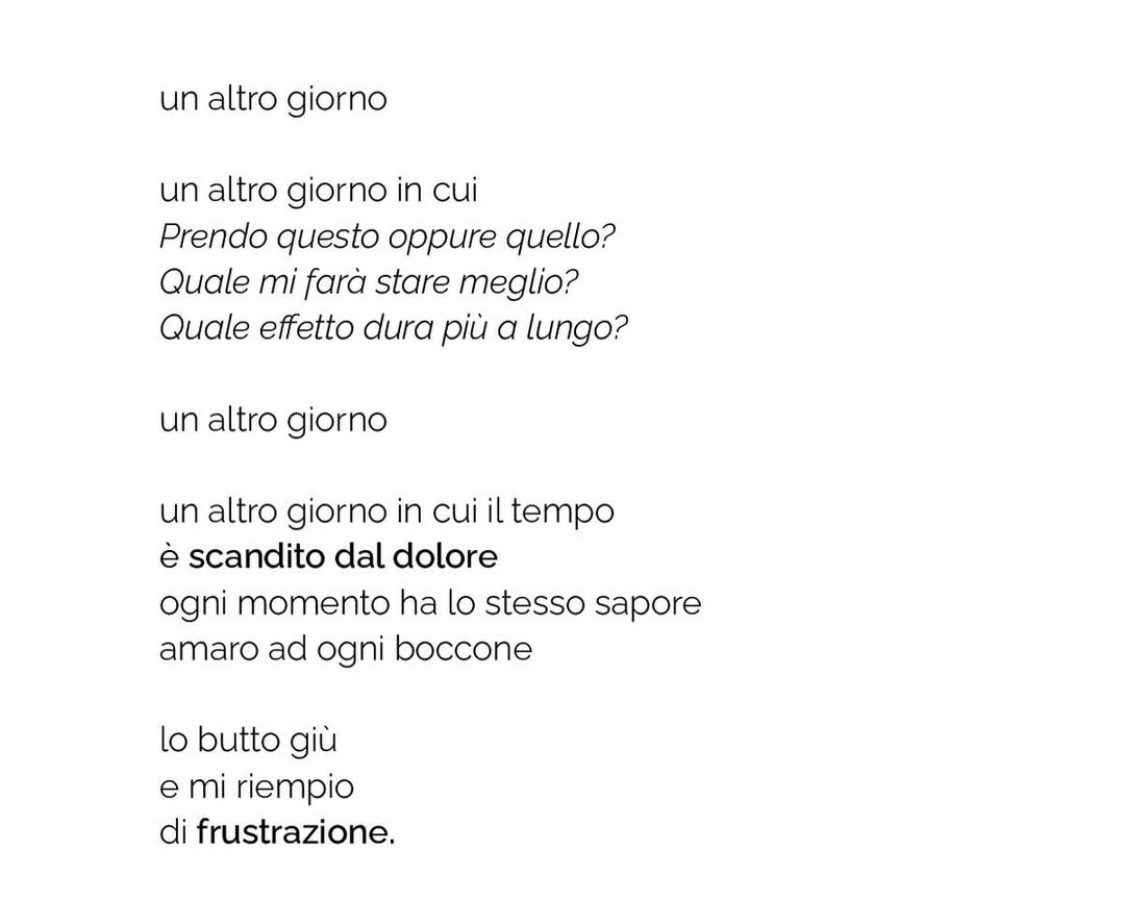 un altro giorno
un altro giorno in cui
Prendo questo oppure quello?
Quale mi farà stare meglio?
Quale effetto dura più a lungo?
un altro giorno
un altro giorno in cui il tempo
è scandito dal dolore
ogni momento ha lo stesso sapore
amaro ad ogni boccone
lo butto giù
e mi riempio
di frustrazione.